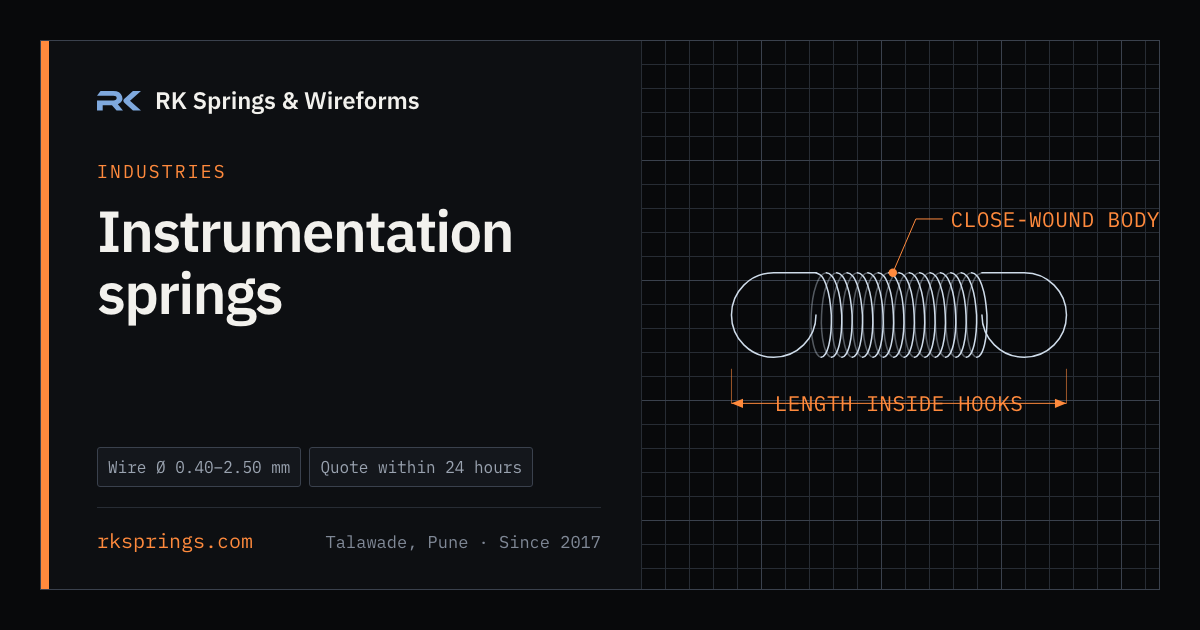 RK RK Springs & Wireforms
INDUSTRIES
Instrumentation
springs
Wire Ø 0.40–2.50 mm
Quote within 24 hours
rksprings.com
Talawade, Pune · Since 2017
CLOSE-WOUND BODY
LENGTH INSIDE HOOKS